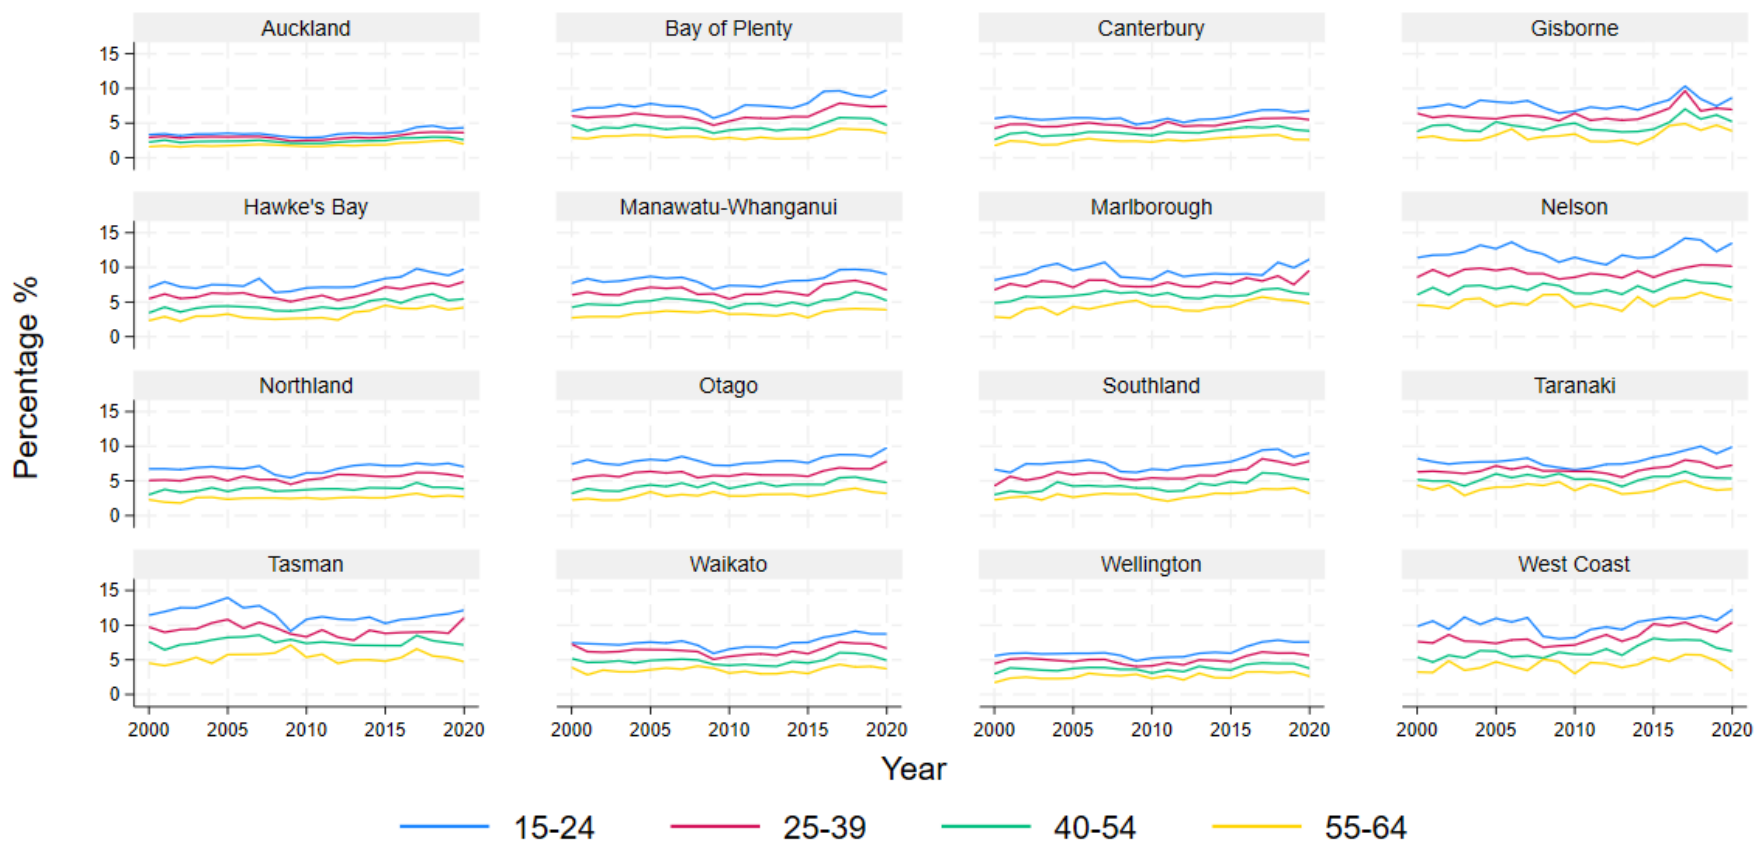 Auckland Bay of Plenty Canterbury Gisborne
15
10
5
0
Hawke's Bay Manawatu-Whanganui Marlborough Nelson
15
10
5
0
Northland Otago Southland Taranaki
15
10
5
0
Tasman Waikato Wellington West Coast
15
10
5
0
2000 2005 2010 2015 2020 2000 2005 2010 2015 2020 2000 2005 2010 2015 2020 2000 2005 2010 2015 2020
Percentage %
Year
15-24 25-39 40-54 55-64